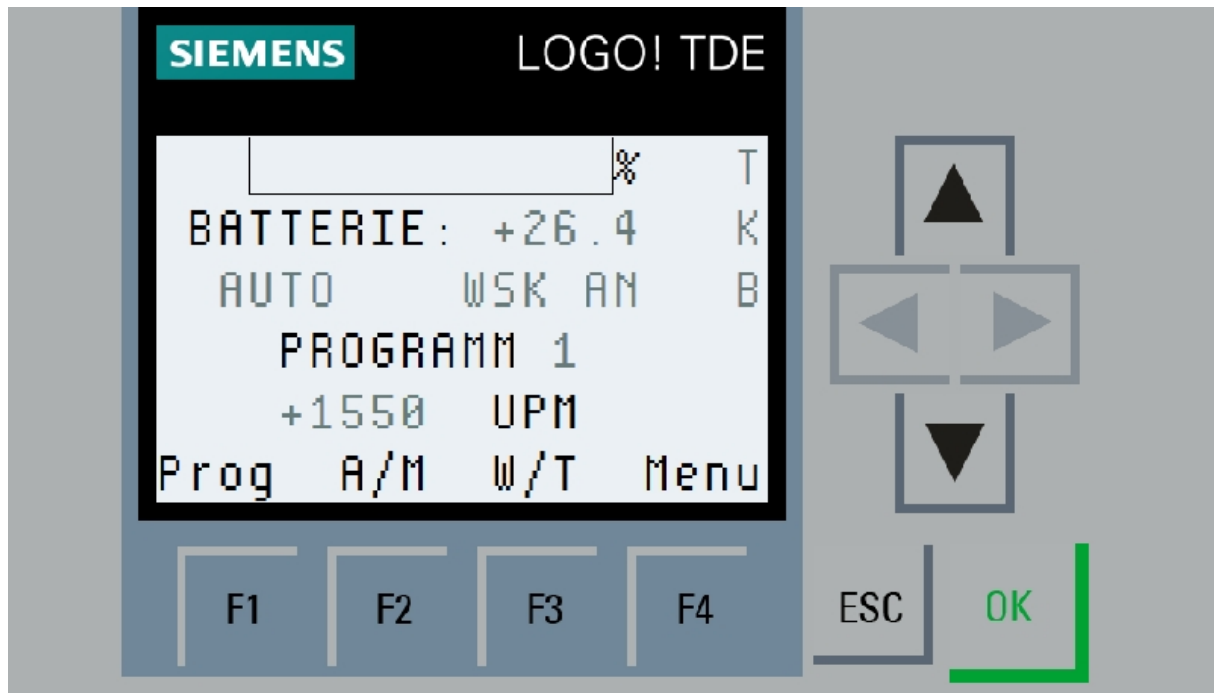 SIEMENS LOGO! TDE
% T
BATTERIE: +26.4 K
AUTO WSK AN B
PROGRAMM 1
+1550 UPM
Prog A/M W/T Menu
F1 F2 F3 F4 ESC OK